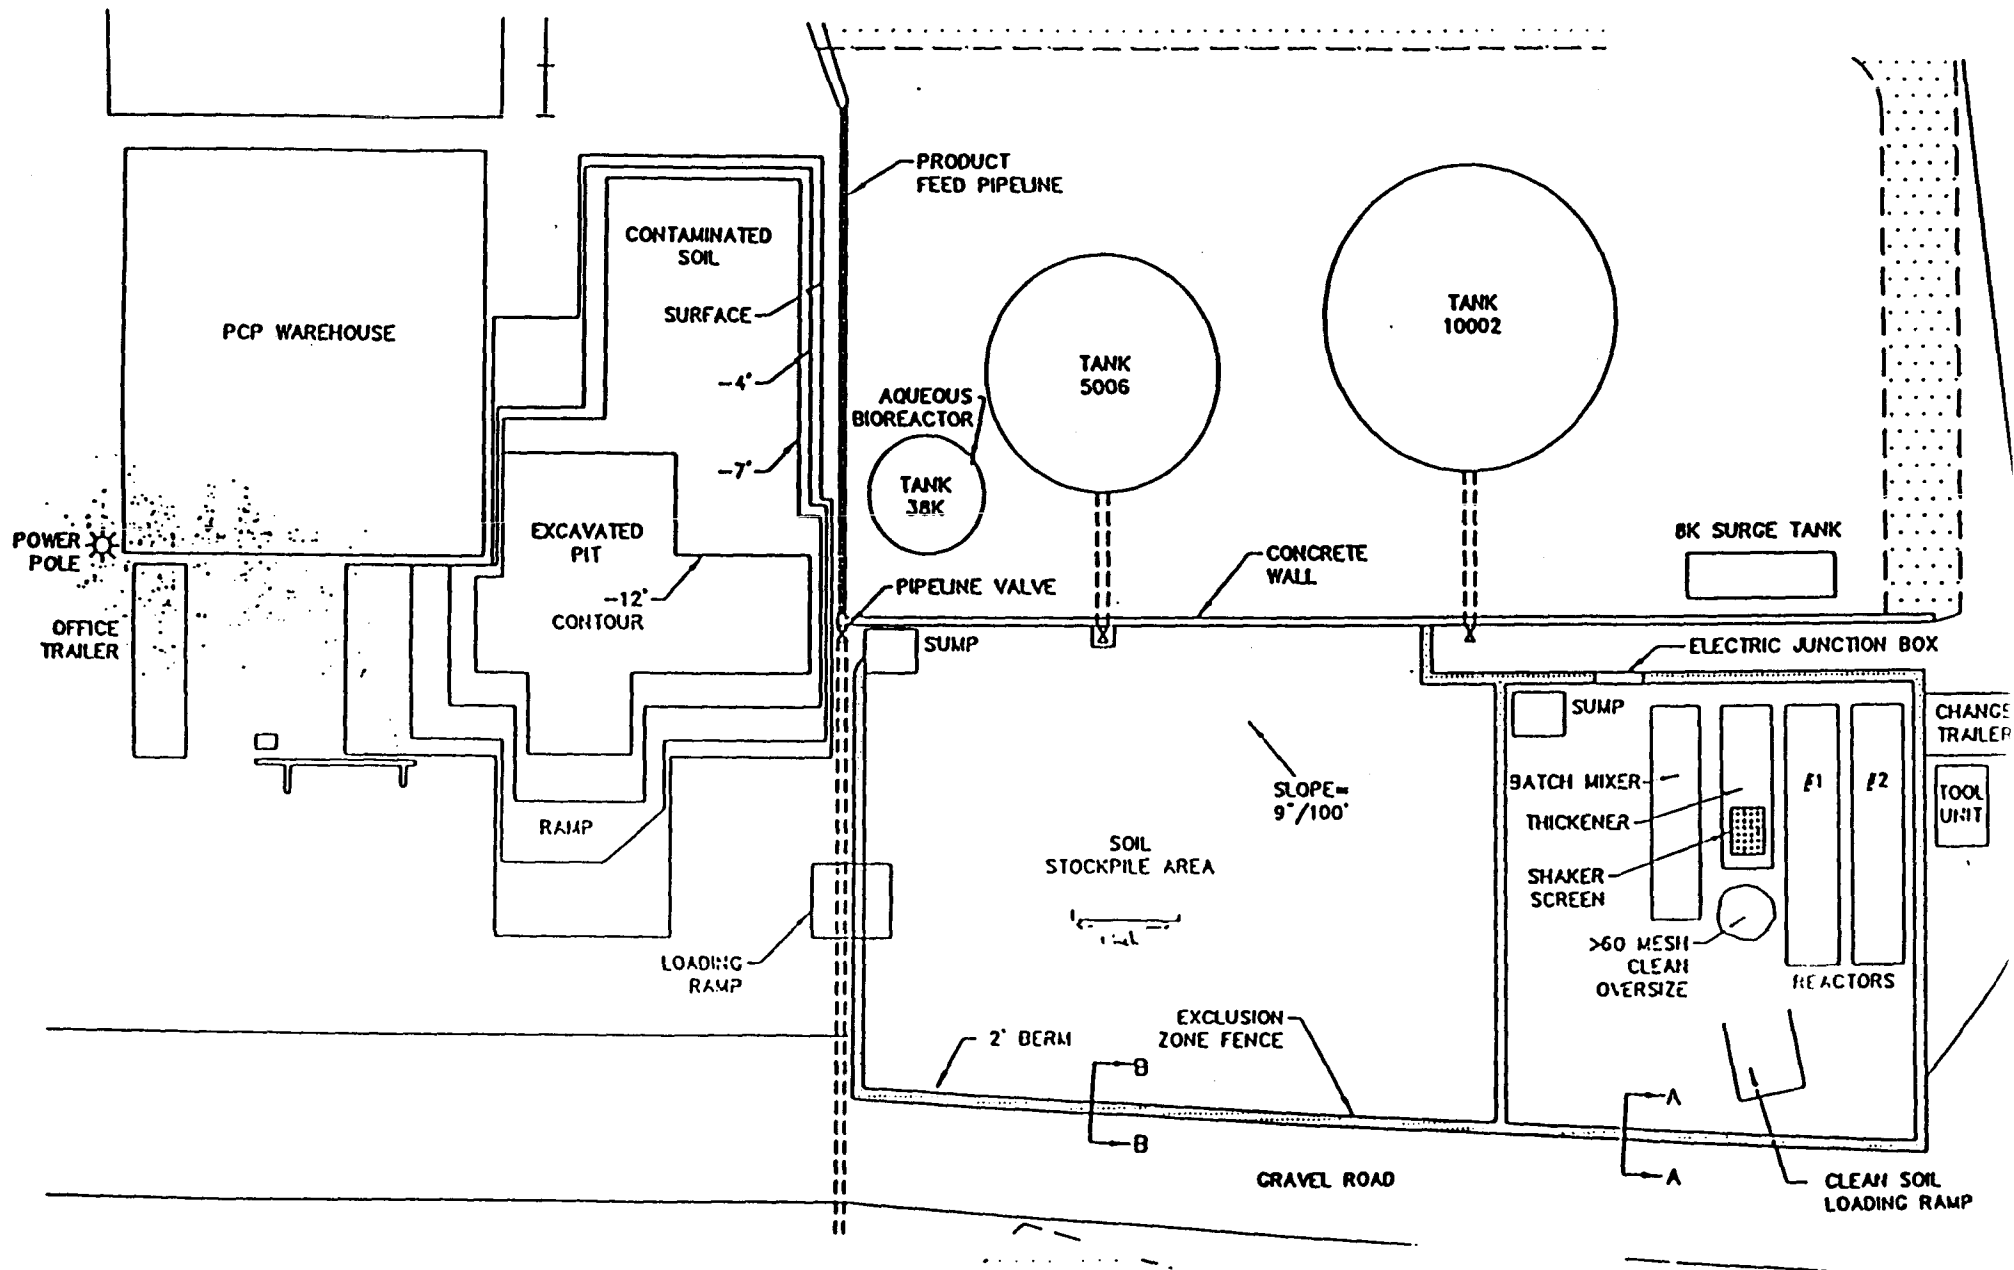 PRODUCT
FEED PIPELINE
CONTAMINATED
SOIL
SURFACE
-4'
-7'
PCP WAREHOUSE
TANK
10002
TANK
5006
AQUEOUS
BIOREACTOR
TANK
38K
EXCAVATED
PIT
-12'
CONTOUR
POWER
POLE
OFFICE
TRAILER
8K SURGE TANK
CONCRETE
WALL
PIPELINE VALVE
SUMP
ELECTRIC JUNCTION BOX
SUMP
CHANGE
TRAILER
TOOL
UNIT
BATCH MIXER
THICKENER
SHAKER
SCREEN
#1
#2
>60 MESH
CLEAN
OVERSIZE
REACTORS
SLOPE=
9"/100'
SOIL
STOCKPILE AREA
RAMP
LOADING
RAMP
2' BERM
EXCLUSION
ZONE FENCE
B
B
A
A
GRAVEL ROAD
CLEAN SOIL
LOADING RAMP